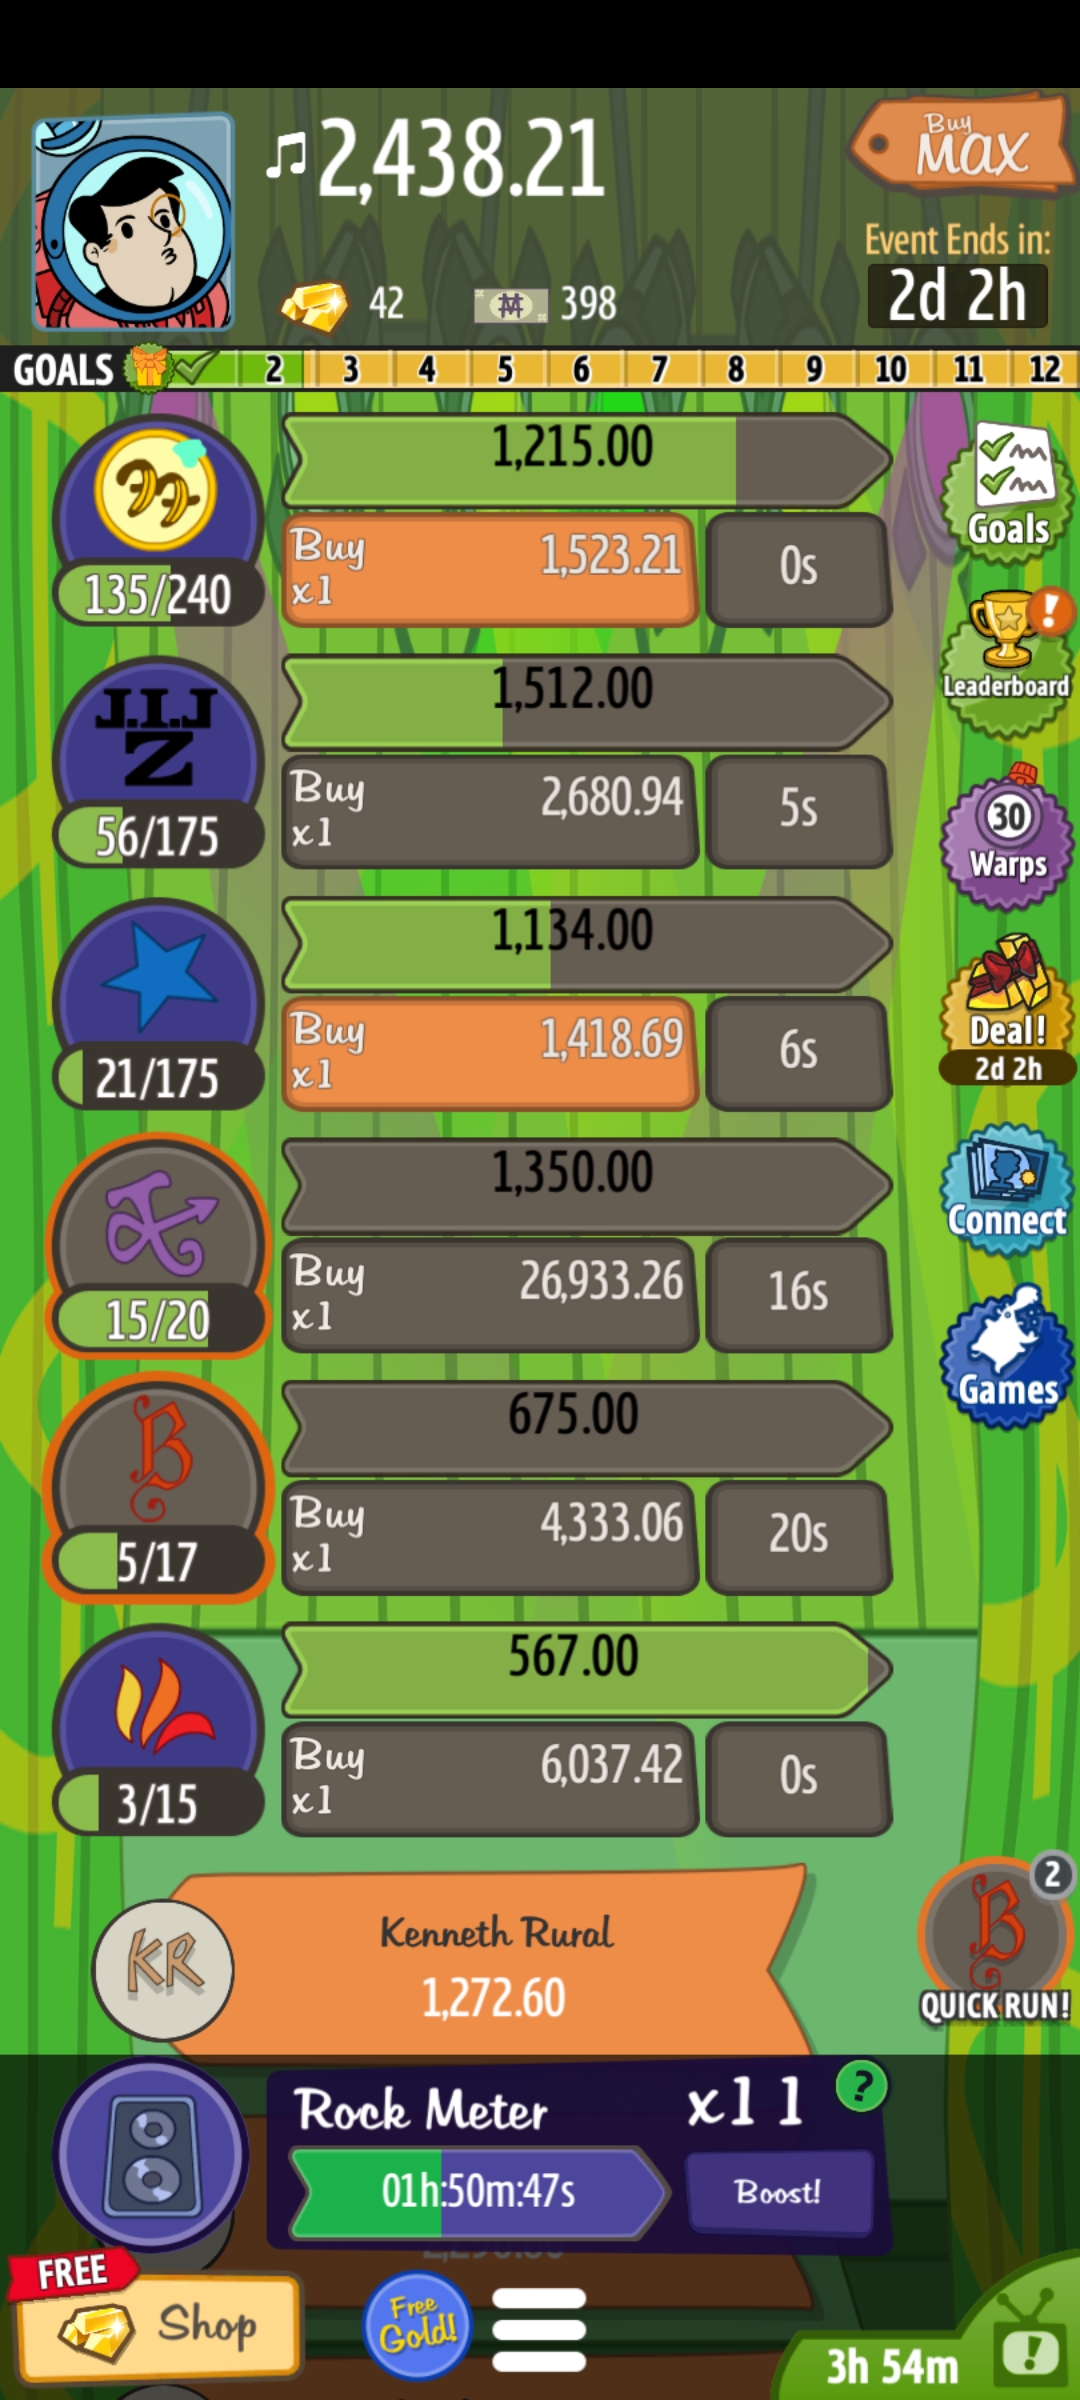 2,438.21
Buy
MAX
Event Ends in:
2d 2h
42
398
GOALS 2 3 4 5 6 7 8 9 10 11 12
1,215.00
Buy
x1
1,523.21
0s
135/240
Goals
J.I.J
Z
1,512.00
Buy
x1
2,680.94
5s
56/175
Leaderboard
1,134.00
Buy
x1
1,418.69
6s
21/175
30
Warps
Deal!
2d 2h
1,350.00
Buy
x1
26,933.26
16s
15/20
Connect
B
675.00
Buy
x1
4,333.06
20s
5/17
Games
567.00
Buy
x1
6,037.42
0s
3/15
KR
Kenneth Rural
1,272.60
B
2
QUICK RUN!
Rock Meter
x11
?
01h:50m:47s
Boost!
FREE
Shop
Free
Gold!
3h 54m
!